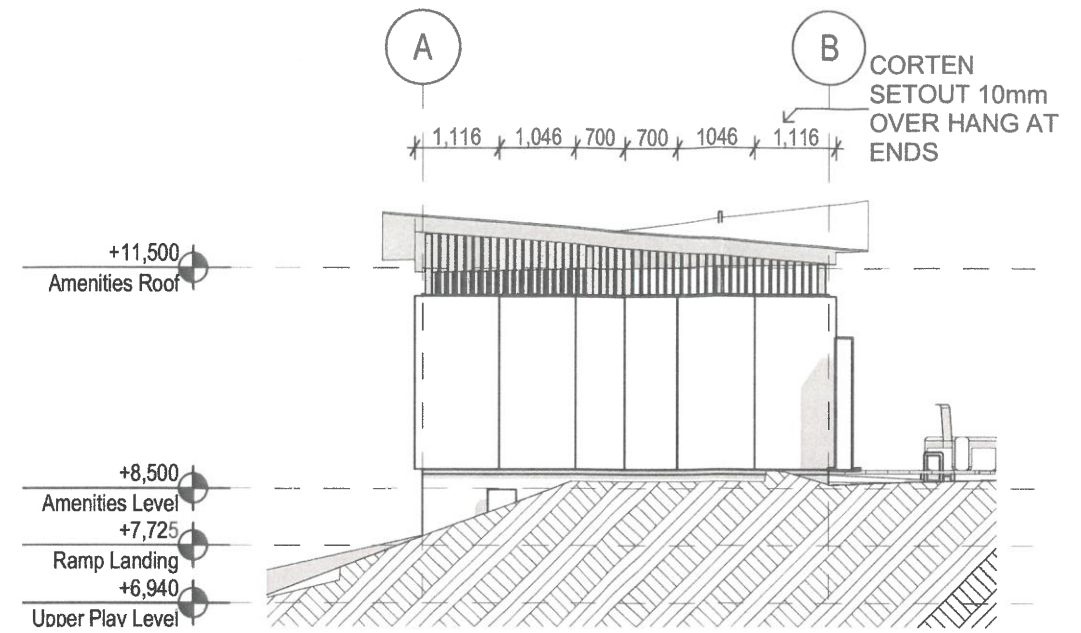 A
B
CORTEN
SETOUT 10mm
OVER HANG AT
ENDS
1,116 1,046 700 700 1046 1,116
+11,500
Amenities Roof
+8,500
Amenities Level
+7,725
Ramp Landing
+6,940
Upper Play Level